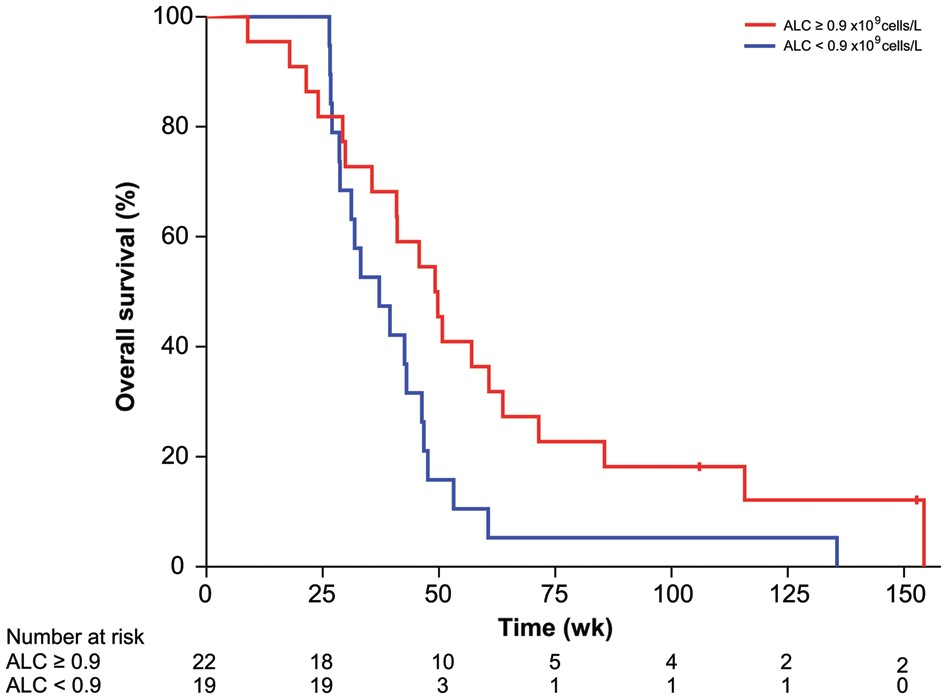 100
80
60
40
20
0
Overall survival (%)
ALC ≥ 0.9 x10⁹cells/L
ALC < 0.9 x10⁹cells/L
0 25 50 75 100 125 150
Time (wk)
Number at risk
ALC ≥ 0.9 22 18 10 5 4 2 2
ALC < 0.9 19 19 3 1 1 1 0